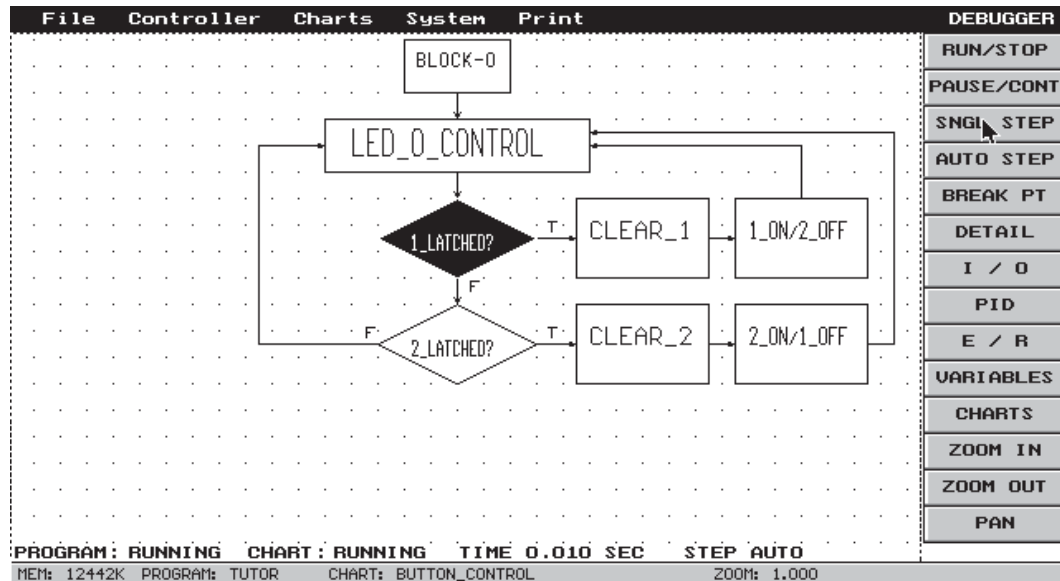 File Controller Charts System Print DEBUGGER
BLOCK-0
LED_0_CONTROL
1_LATCHED?
T
CLEAR_1
1_ON/2_OFF
F
F
2_LATCHED?
T
CLEAR_2
2_ON/1_OFF
RUN/STOP
PAUSE/CONT
SNGL STEP
AUTO STEP
BREAK PT
DETAIL
I / O
PID
E / R
VARIABLES
CHARTS
ZOOM IN
ZOOM OUT
PAN
PROGRAM: RUNNING CHART: RUNNING TIME 0.010 SEC STEP AUTO
MEM: 12442K PROGRAM: TUTOR CHART: BUTTON_CONTROL ZOOM: 1.000